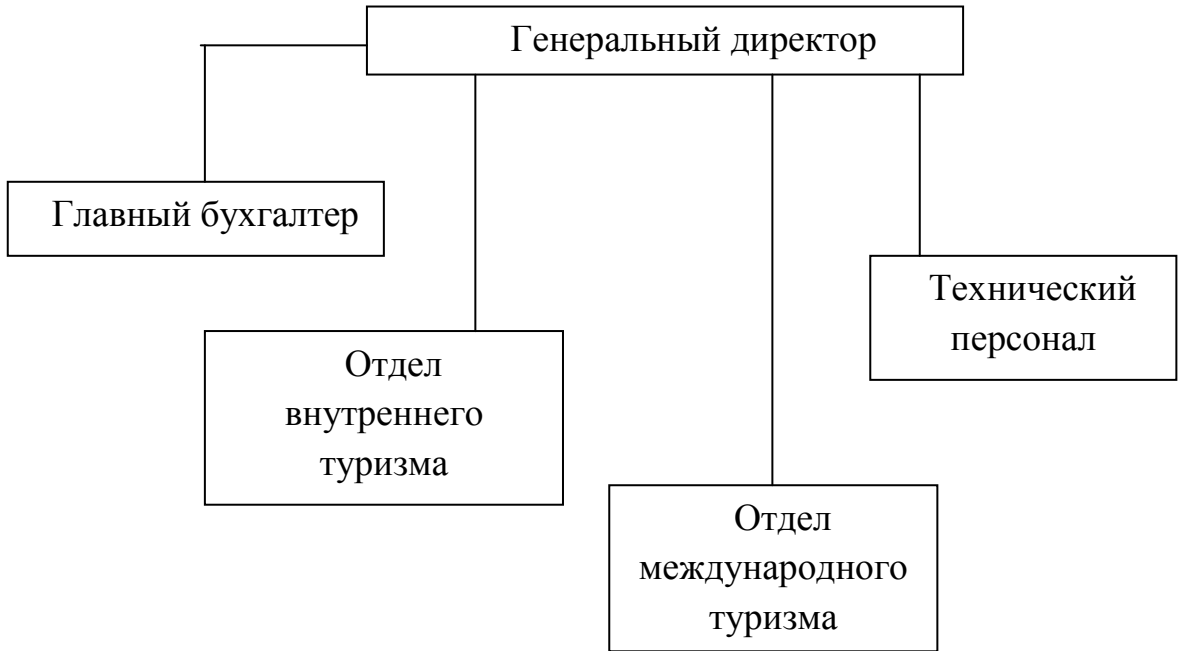 Генеральный директор
Главный бухгалтер
Технический
персонал
Отдел
внутреннего
туризма
Отдел
международного
туризма